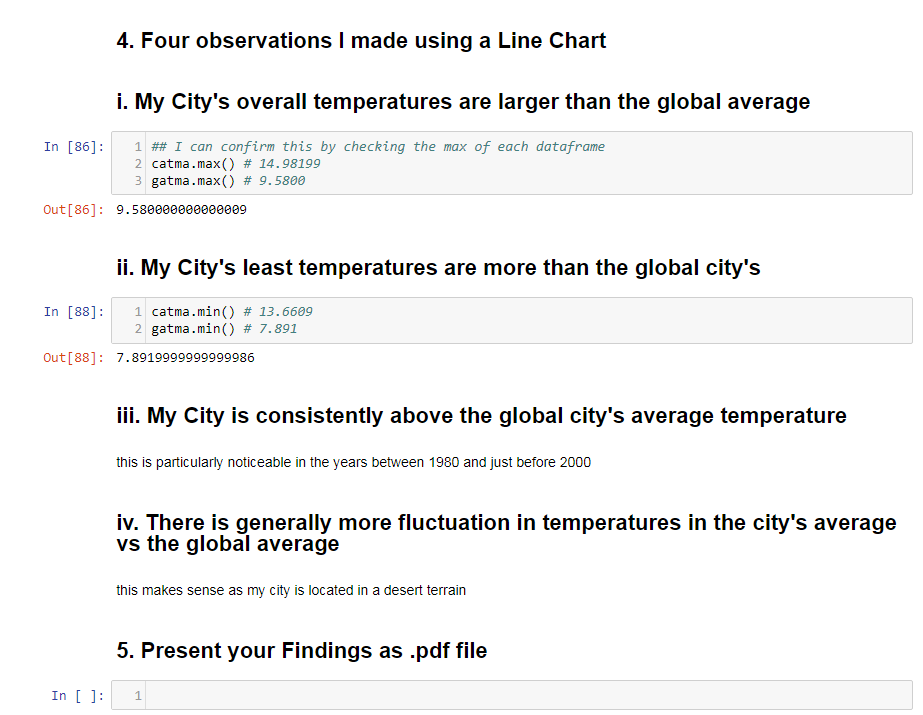 4. Four observations I made using a Line Chart
i. My City's overall temperatures are larger than the global average
In [86]:
1 ## I can confirm this by checking the max of each dataframe
2 catma.max() # 14.98199
3 gatma.max() # 9.5800
Out[86]: 9.580000000000009
ii. My City's least temperatures are more than the global city's
In [88]:
1 catma.min() # 13.6609
2 gatma.min() # 7.891
Out[88]: 7.8919999999999986
iii. My City is consistently above the global city's average temperature
this is particularly noticeable in the years between 1980 and just before 2000
iv. There is generally more fluctuation in temperatures in the city's average
vs the global average
this makes sense as my city is located in a desert terrain
5. Present your Findings as .pdf file
In [ ]: 1